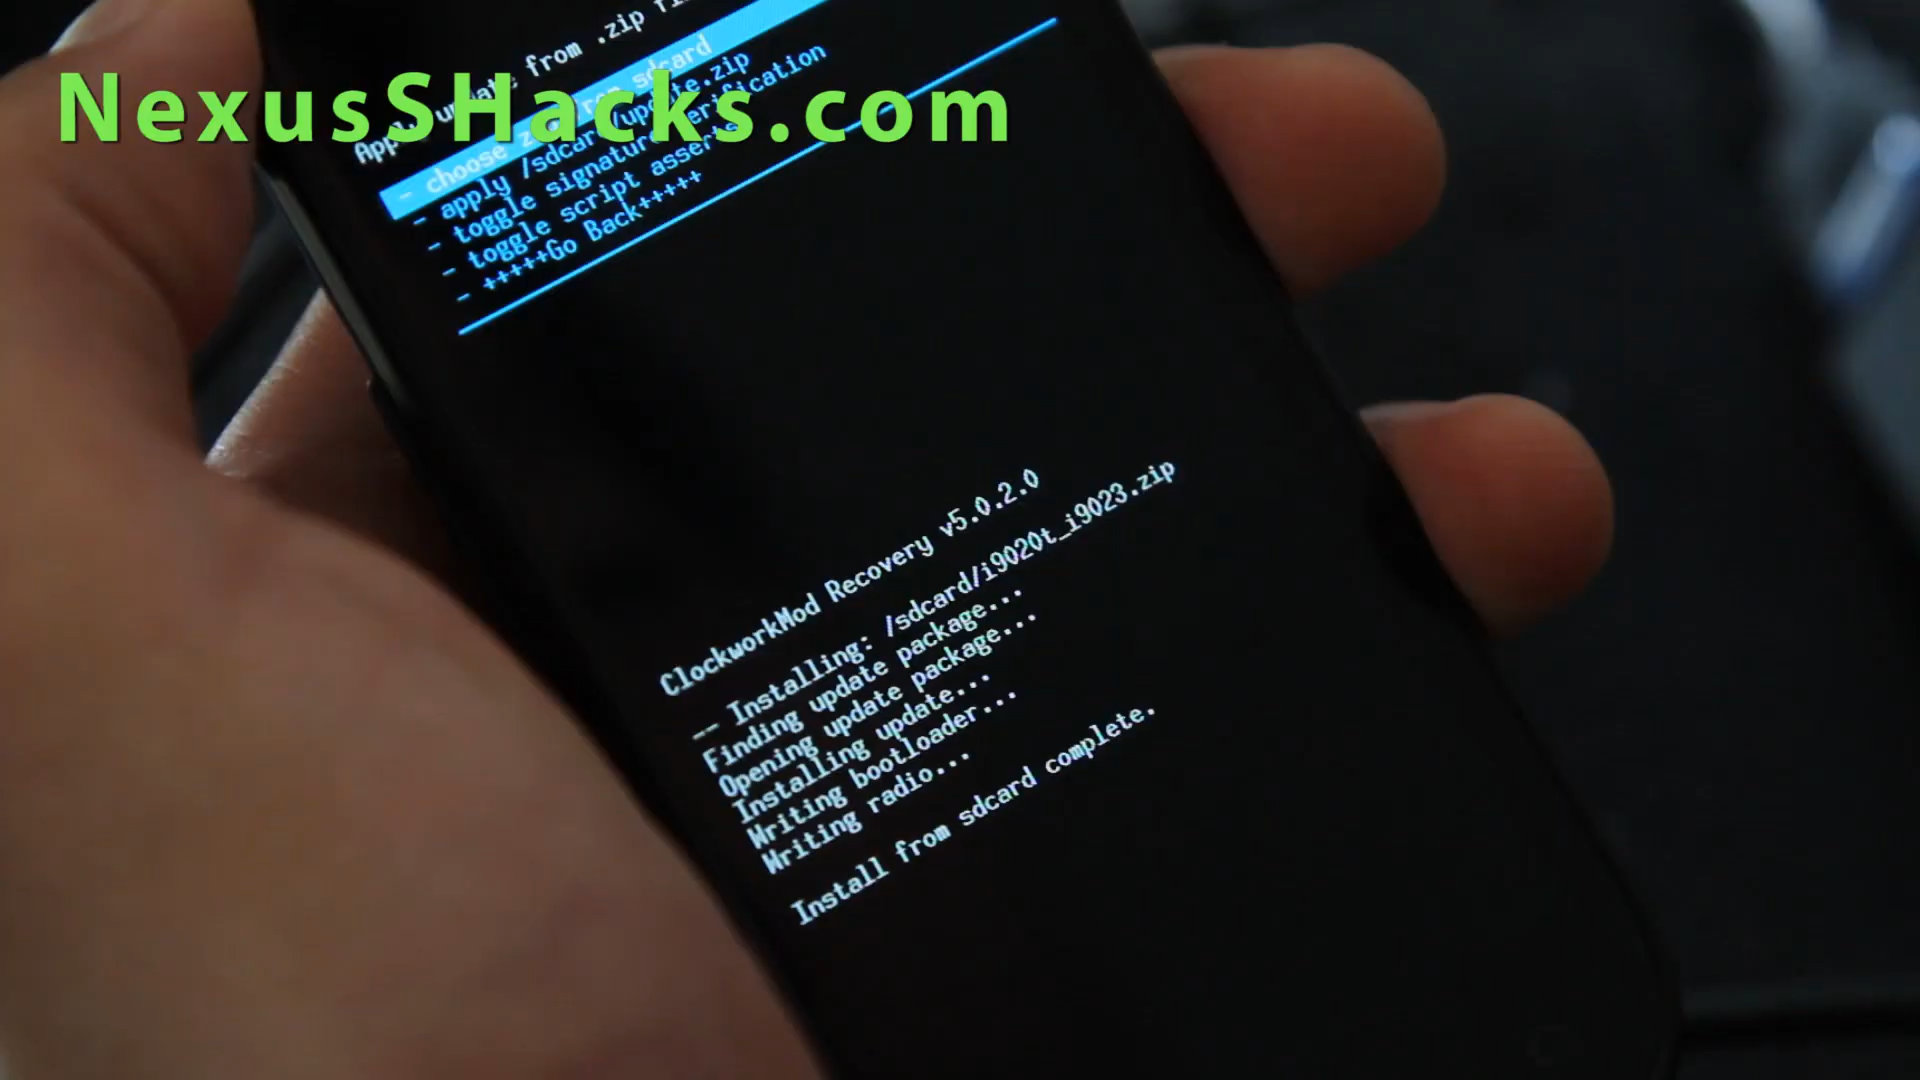 NexusSHacks.com
Apply update from .zip
- choose zip from sdcard
- apply /sdcard/update.zip
- toggle signature verification
- toggle script asserts
- +++++Go Back+++++
ClockworkMod Recovery v5.0.2.0
-- Installing: /sdcard/i9020t_i9023.zip
Finding update package...
Opening update package...
Installing update...
Writing bootloader...
Writing radio...
Install from sdcard complete.